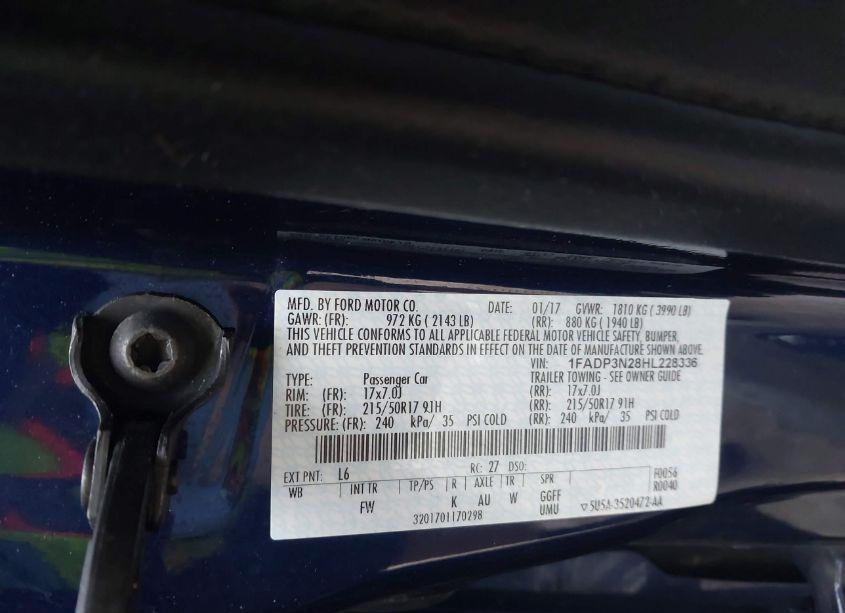 MFD. BY FORD MOTOR CO. DATE: 01/17 GVWR: 1810 KG ( 3990 LB)
GAWR: (FR): 972 KG ( 2143 LB) (RR): 880 KG ( 1940 LB)
THIS VEHICLE CONFORMS TO ALL APPLICABLE FEDERAL MOTOR VEHICLE SAFETY, BUMPER,
AND THEFT PREVENTION STANDARDS IN EFFECT ON THE DATE OF MANUFACTURE SHOWN ABOVE.
VIN: 1FADP3N28HL228336
TYPE: Passenger Car TRAILER TOWING - SEE OWNER GUIDE
RIM: (FR): 17x7.0J (RR): 17x7.0J
TIRE: (FR): 215/50R17 91H (RR): 215/50R17 91H
PRESSURE: (FR): 240 kPa/ 35 PSI COLD (RR): 240 kPa/ 35 PSI COLD
EXT PNT: L6 RC: 27 DSO: F0056
WB INT TR TP/PS R AXLE TR SPR R0040
FW K AU W GGFF
3201701170298 UMU ▽5U5A-3520472-AA